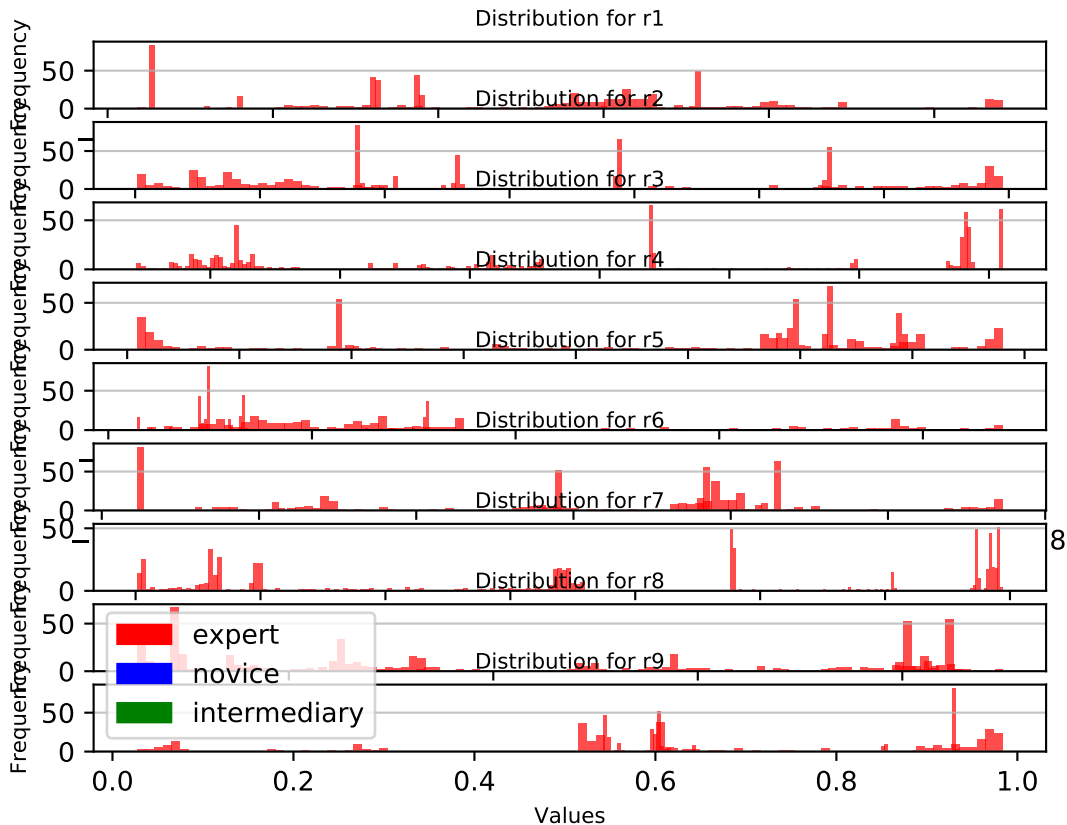 Distribution for r1
Frequency
50
0
Distribution for r2
Frequency
50
0
Distribution for r3
Frequency
50
0
Distribution for r4
Frequency
50
0
Distribution for r5
Frequency
50
0
Distribution for r6
Frequency
50
0
Distribution for r7
Frequency
50
0
8
Distribution for r8
Frequency
50
0
expert
novice
intermediary
Distribution for r9
Frequency
50
0
0.0 0.2 0.4 0.6 0.8 1.0
Values